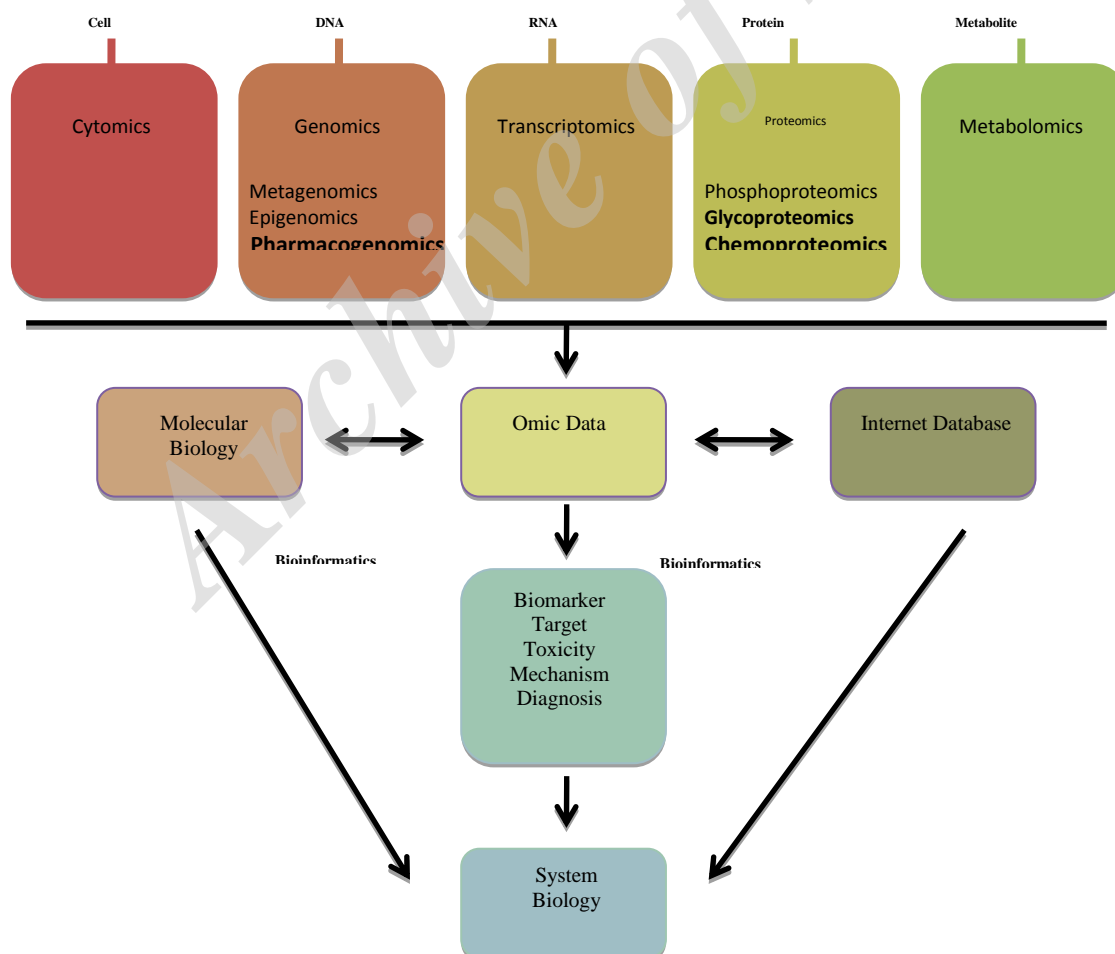 Cell
DNA
RNA
Protein
Metabolite
Cytomics
Genomics
Transcriptomics
Proteomics
Metabolomics
Metagenomics
Epigenomics
Pharmacogenomics
Phosphoproteomics
Glycoproteomics
Chemoproteomics
Molecular
Biology
Omic Data
Internet Database
Bioinformatics
Bioinformatics
Biomarker
Target
Toxicity
Mechanism
Diagnosis
System
Biology
Archive of